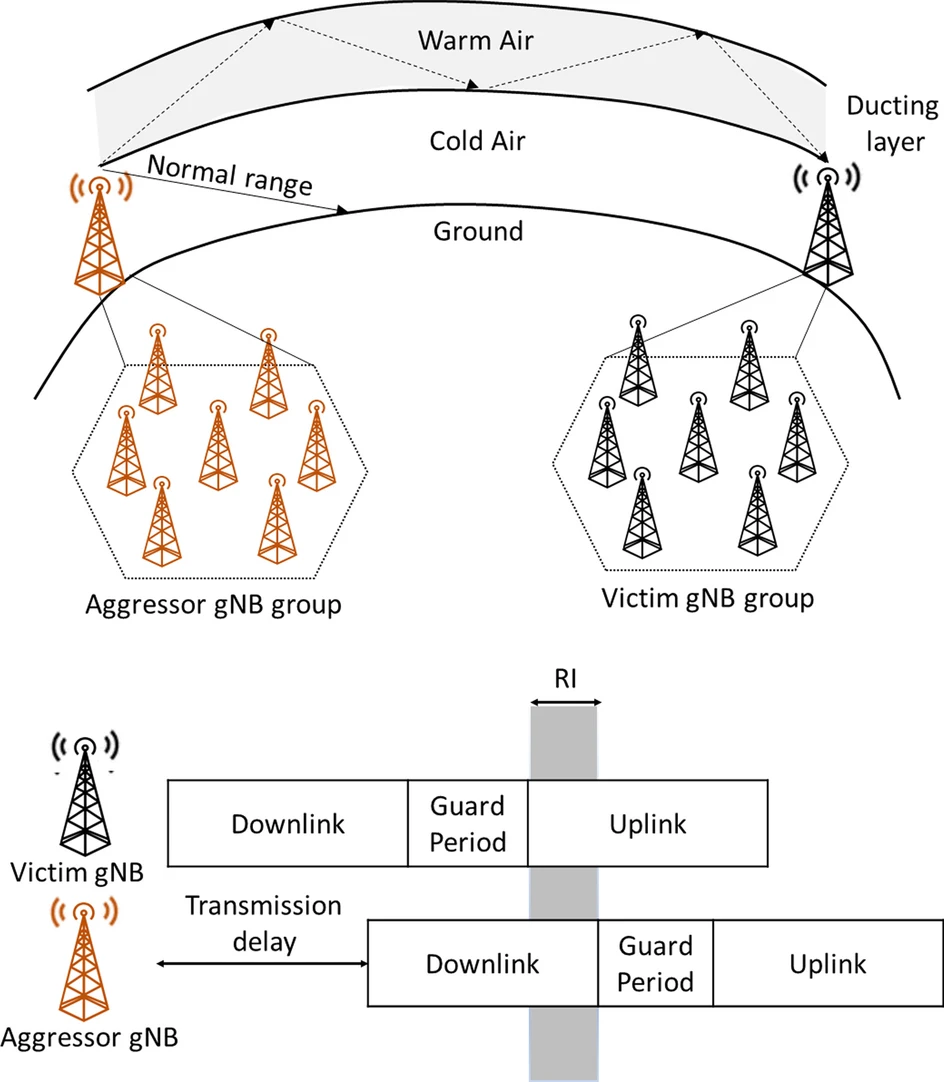 Warm Air
Ducting
layer
Cold Air
Normal range
Ground
Aggressor gNB group
Victim gNB group
RI
Downlink
Guard
Period
Uplink
Victim gNB
Transmission
delay
Downlink
Guard
Period
Uplink
Aggressor gNB